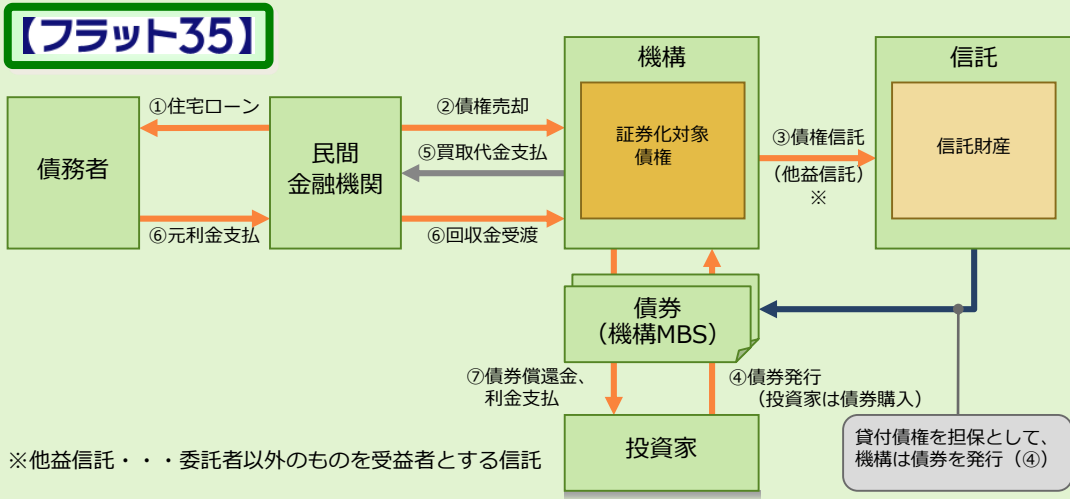 【フラット35】
機構
信託
①住宅ローン
②債権売却
債務者
民間
金融機関
⑤買取代金支払
証券化対象
債権
③債権信託
（他益信託）
※
信託財産
⑥元利金支払
⑥回収金受渡
債券
（機構MBS）
⑦債券償還金、
利金支払
④債券発行
（投資家は債券購入）
投資家
貸付債権を担保として、
機構は債券を発行（④）
※他益信託・・・委託者以外のものを受益者とする信託